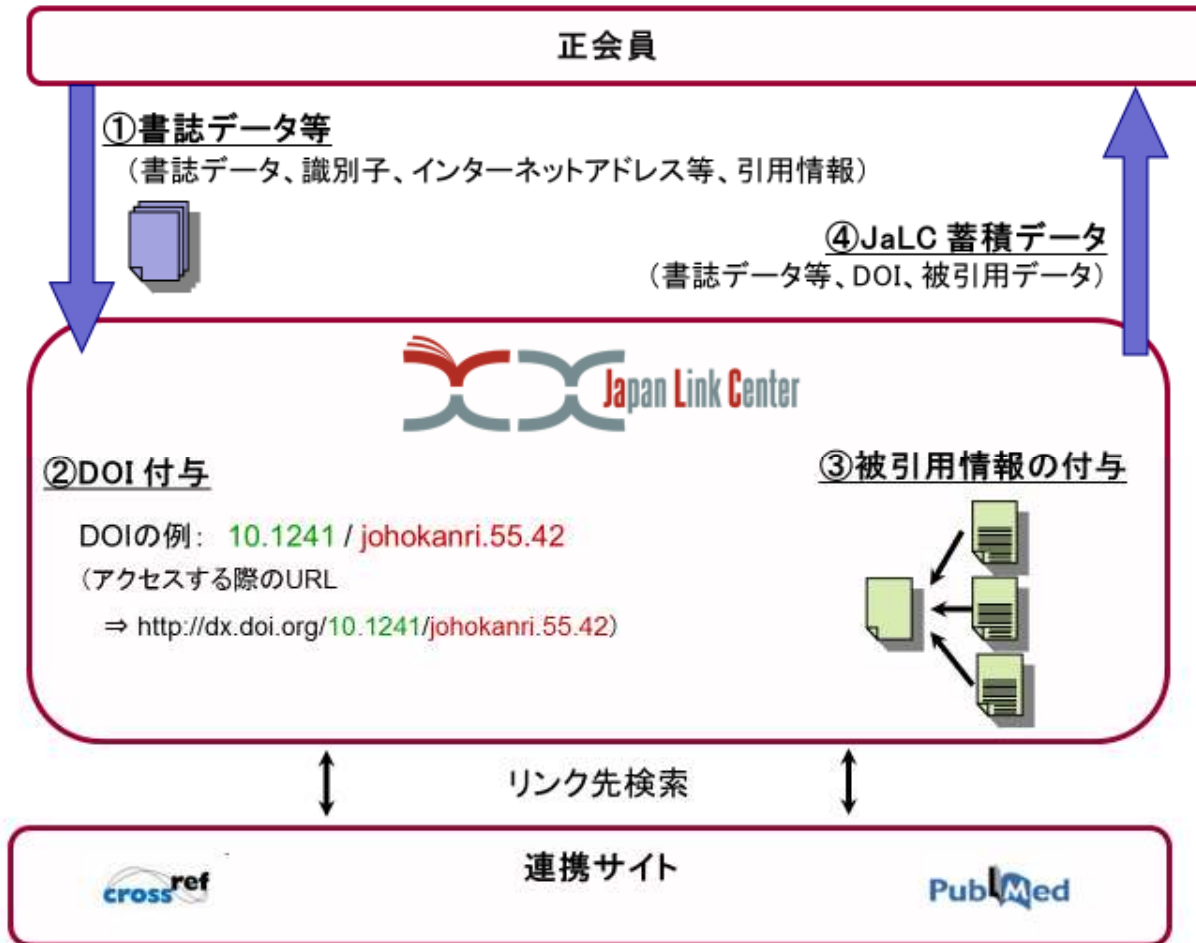 正会員
①書誌データ等
（書誌データ、識別子、インターネットアドレス等、引用情報）
④JaLC 蓄積データ
（書誌データ等、DOI、被引用データ）
Japan Link Center
②DOI 付与
③被引用情報の付与
DOIの例： 10.1241 / johokanri.55.42
（アクセスする際のURL
⇒ http://dx.doi.org/10.1241/johokanri.55.42）
リンク先検索
連携サイト
crossref
PubMed